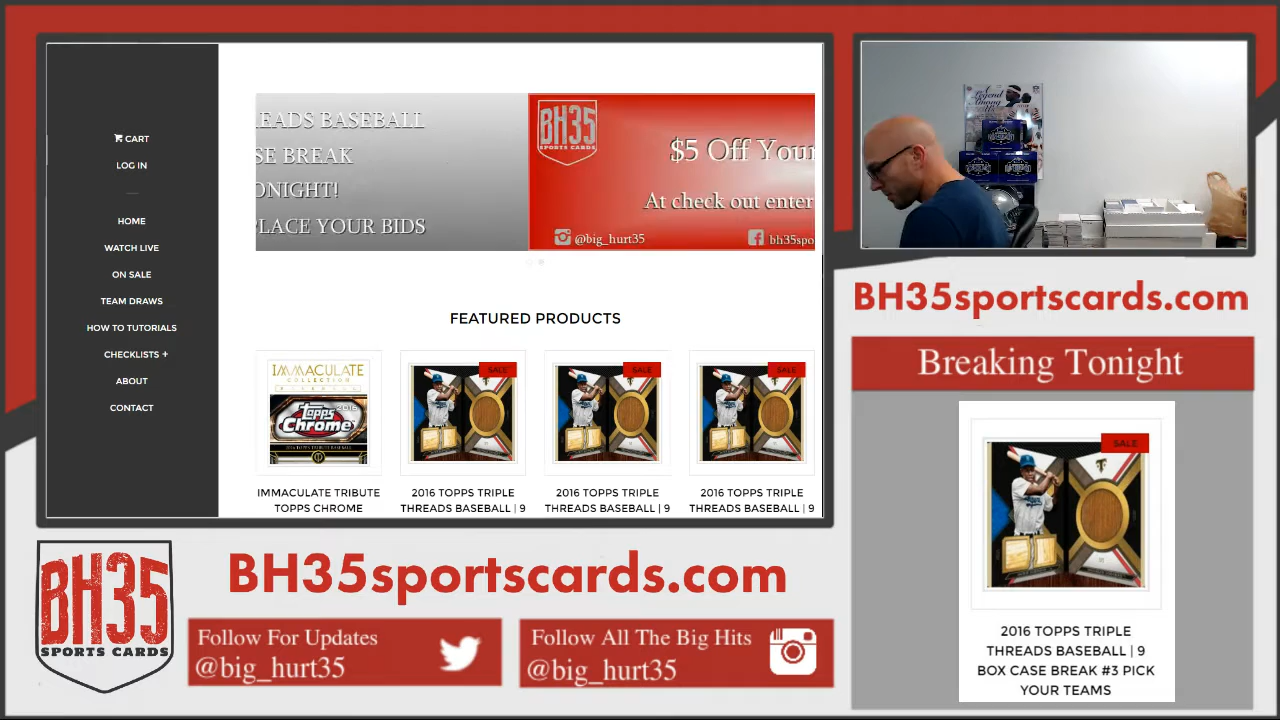 CART
LOG IN
HOME
WATCH LIVE
ON SALE
TEAM DRAWS
HOW TO TUTORIALS
CHECKLISTS +
ABOUT
CONTACT
EADS BASEBALL
SE BREAK
ONIGHT!
PLACE YOUR BIDS
BH35
SPORTS CARDS
$5 Off Your
At check out enter
@big_hurt35
bh35spo
FEATURED PRODUCTS
IMMACULATE
COLLECTION
Topps
Chrome
SALE
SALE
SALE
IMMACULATE TRIBUTE
TOPPS CHROME
2016 TOPPS TRIPLE
THREADS BASEBALL | 9
2016 TOPPS TRIPLE
THREADS BASEBALL | 9
2016 TOPPS TRIPLE
THREADS BASEBALL | 9
A Legend
Among
BH35sportscards.com
Breaking Tonight
SALE
2016 TOPPS TRIPLE
THREADS BASEBALL | 9
BOX CASE BREAK #3 PICK
YOUR TEAMS
BH35
SPORTS CARDS
BH35sportscards.com
Follow For Updates
@big_hurt35
Follow All The Big Hits
@big_hurt35